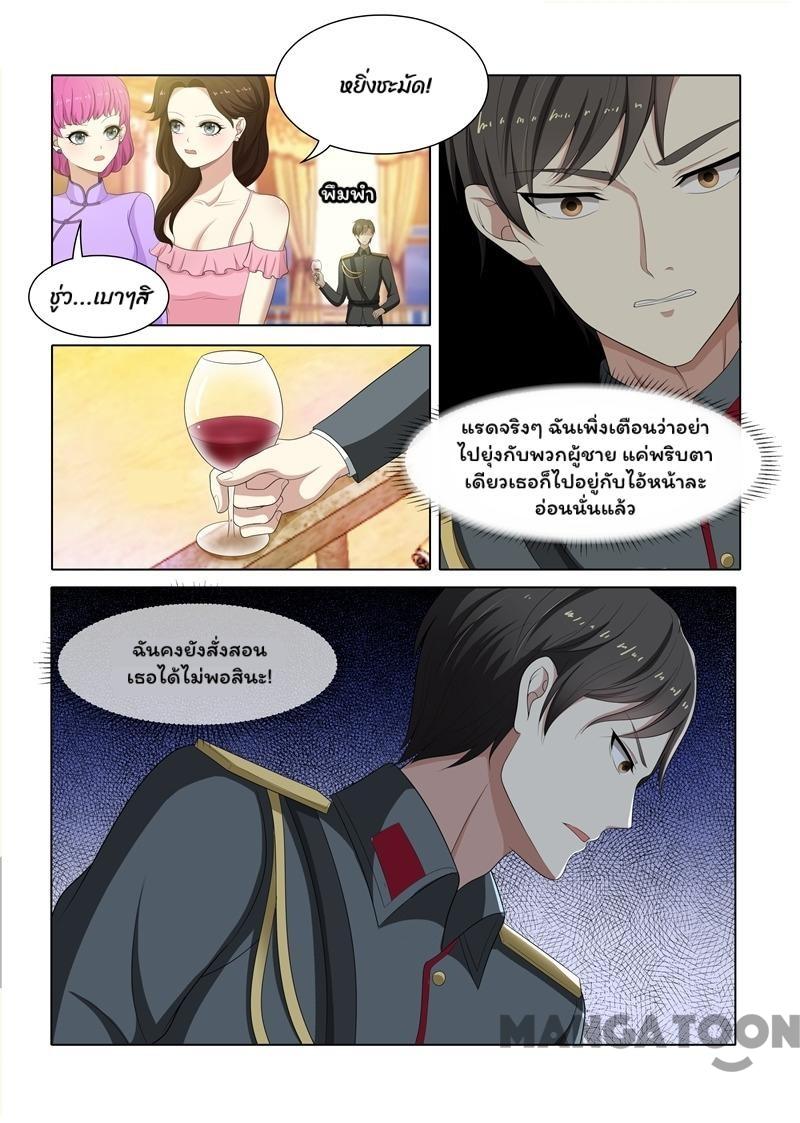 หยิ่งชะมัด!
พึมพำ
ชู่ว...เบาๆสิ
แรดจริงๆ ฉันเพิ่งเตือนว่าอย่า
ไปยุ่งกับพวกผู้ชาย แค่พริบตา
เดียวเธอก็ไปอยู่กับไอ้หน้าละ
อ่อนนั่นแล้ว
ฉันคงยังสั่งสอน
เธอได้ไม่พอสินะ!
MANGATOON